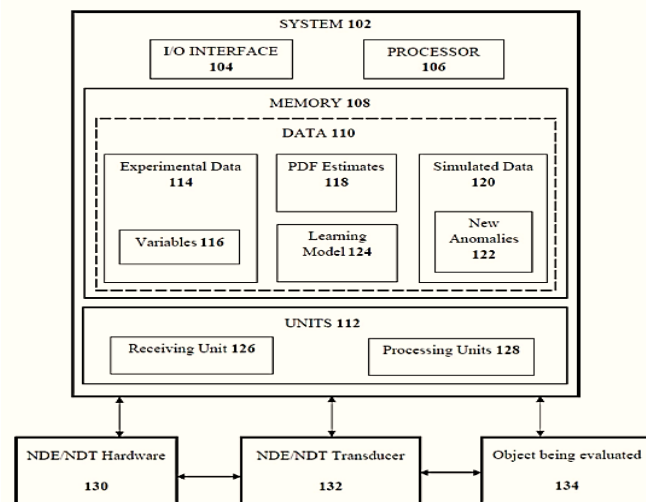 SYSTEM 102
I/O INTERFACE
104
PROCESSOR
106
MEMORY 108
DATA 110
Experimental Data
114
Variables 116
PDF Estimates
118
Learning
Model 124
Simulated Data
120
New
Anomalies
122
UNITS 112
Receiving Unit 126
Processing Units 128
NDE/NDT Hardware
130
NDE/NDT Transducer
132
Object being evaluated
134